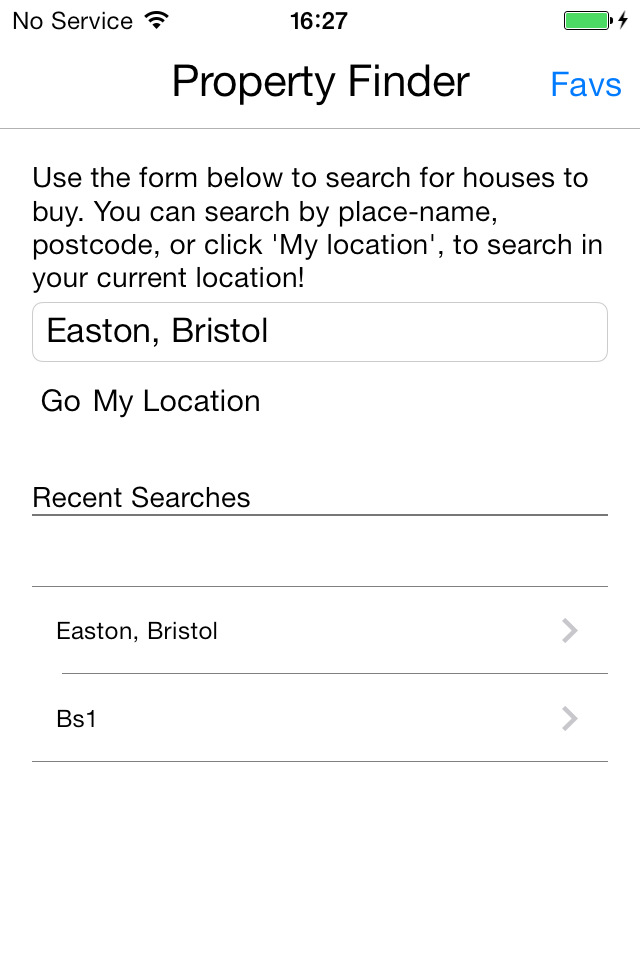 No Service 16:27
Property Finder Favs
Use the form below to search for houses to
buy. You can search by place-name,
postcode, or click 'My location', to search in
your current location!
Easton, Bristol
Go My Location
Recent Searches
Easton, Bristol
Bs1